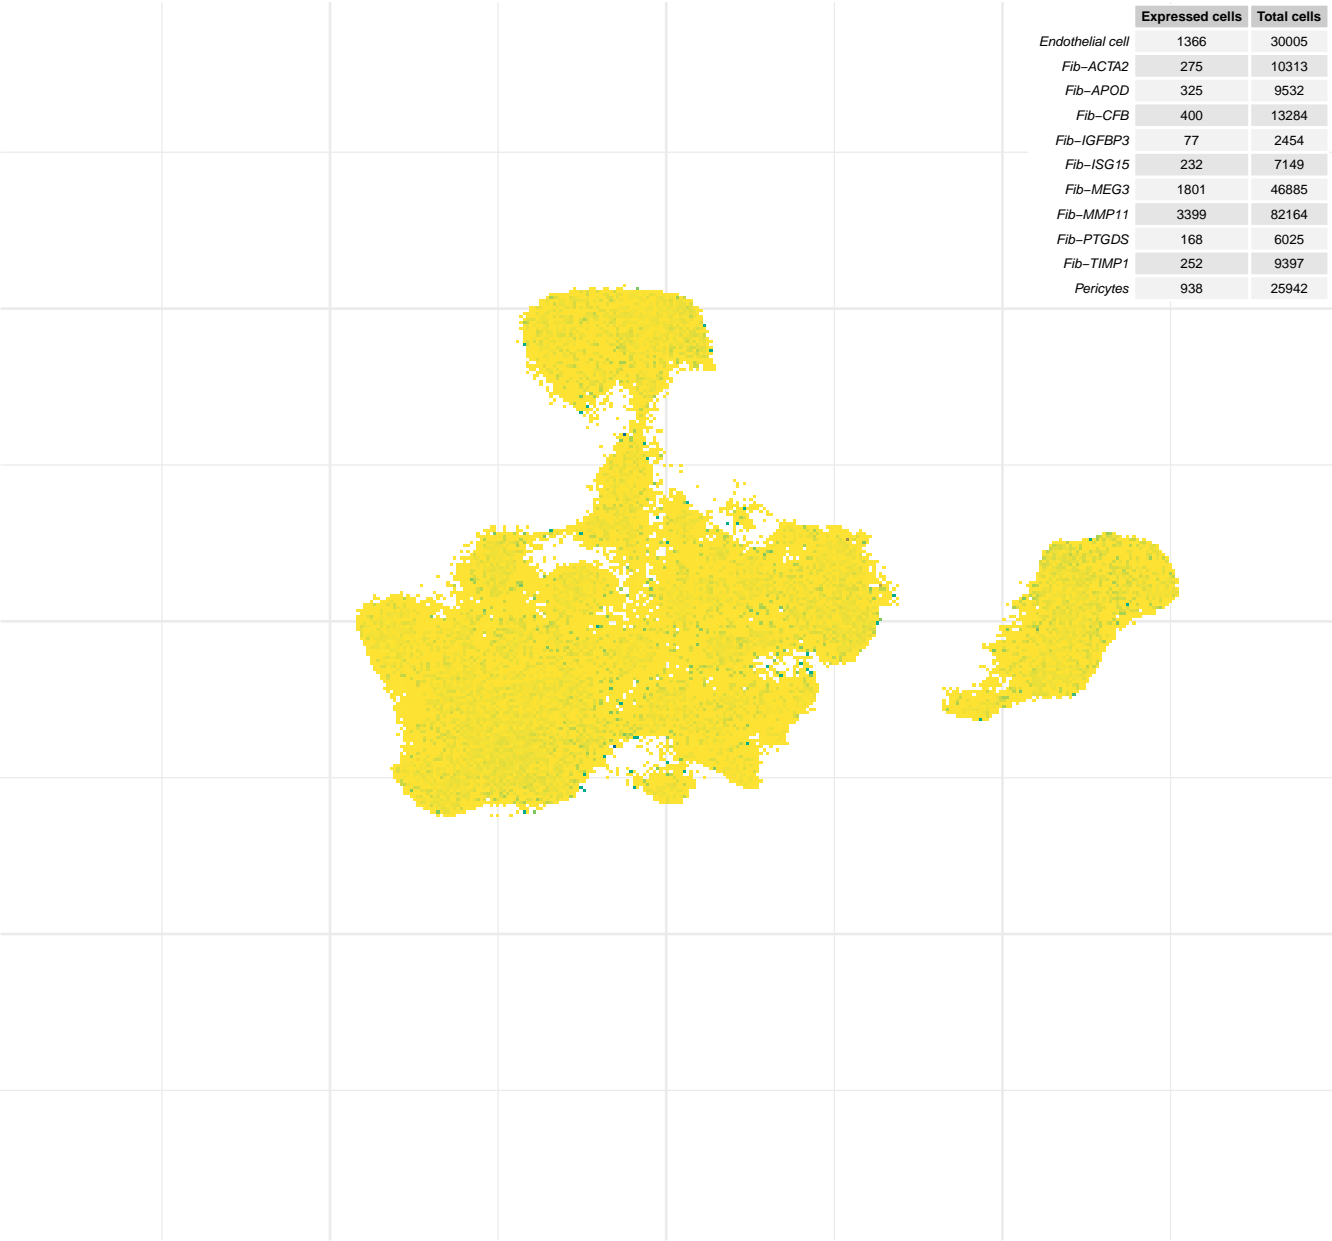 Expressed cells Total cells
Endothelial cell 1366 30005
Fib−ACTA2 275 10313
Fib−APOD 325 9532
Fib−CFB 400 13284
Fib−IGFBP3 77 2454
Fib−ISG15 232 7149
Fib−MEG3 1801 46885
Fib−MMP11 3399 82164
Fib−PTGDS 168 6025
Fib−TIMP1 252 9397
Pericytes 938 25942